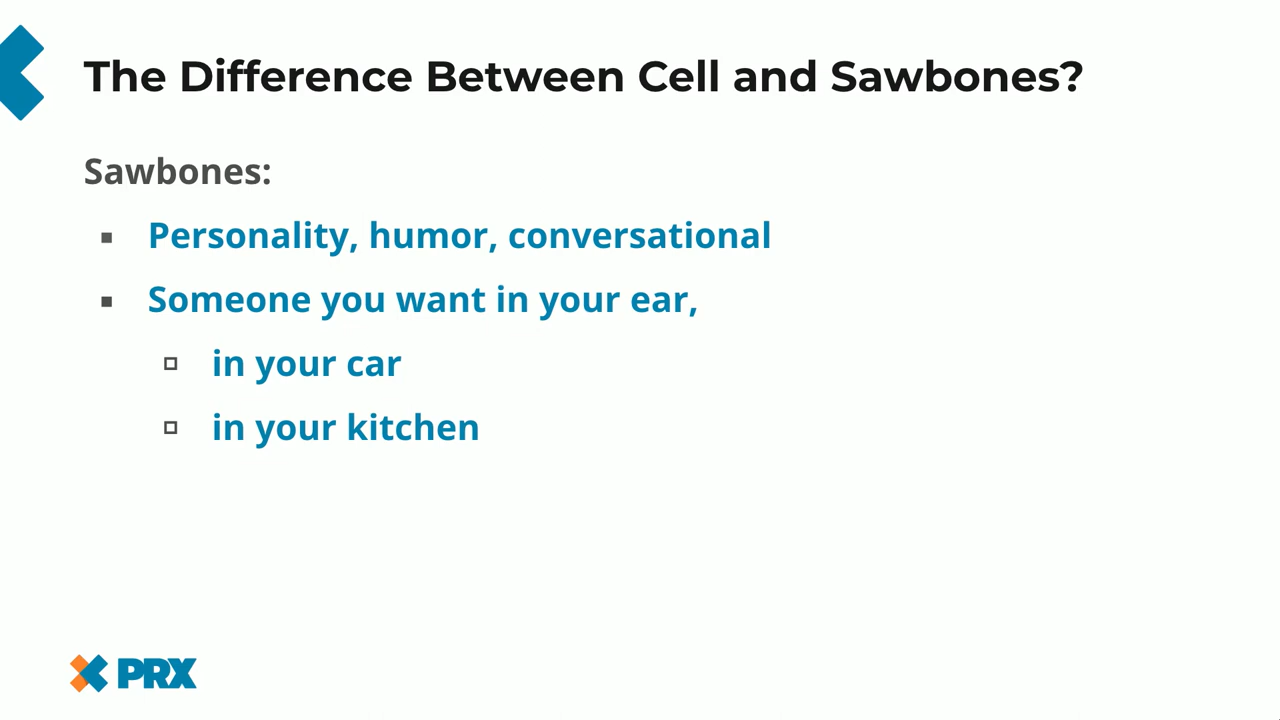 The Difference Between Cell and Sawbones?
Sawbones:
Personality, humor, conversational
Someone you want in your ear,
in your car
in your kitchen
PRX